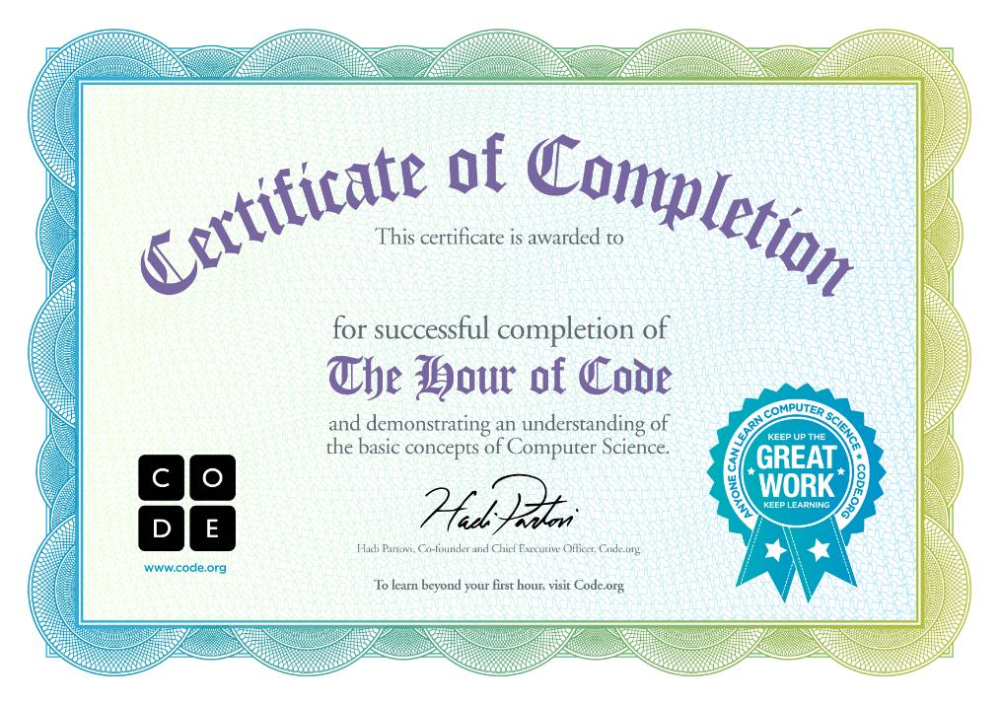 Certificate of Completion
This certificate is awarded to
for successful completion of
The Hour of Code
and demonstrating an understanding of
the basic concepts of Computer Science.
Hadi Partovi
Hadi Partovi, Co-founder and Chief Executive Officer, Code.org
To learn beyond your first hour, visit Code.org
C O
D E
www.code.org
ANYONE CAN LEARN COMPUTER SCIENCE ★ CODE.ORG
KEEP UP THE
GREAT
WORK
KEEP LEARNING